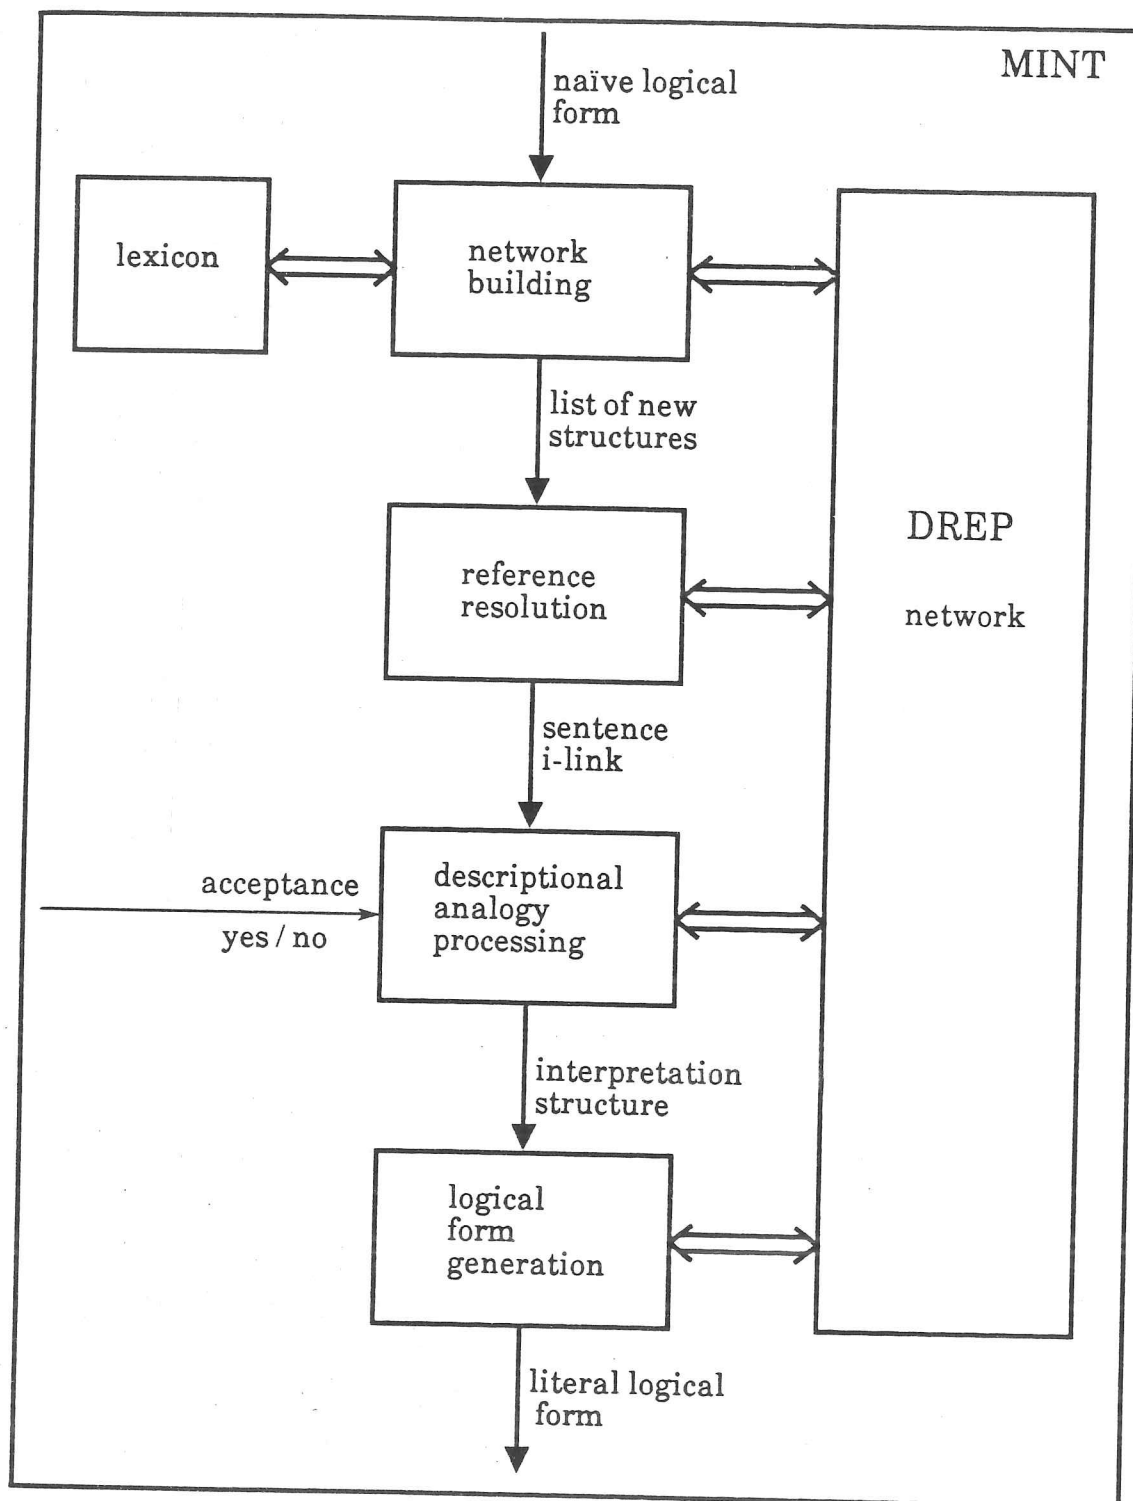 MINT
naïve logical
form
lexicon
network
building
list of new
structures
DREP
network
reference
resolution
sentence
i-link
acceptance
yes / no
descriptional
analogy
processing
interpretation
structure
logical
form
generation
literal logical
form